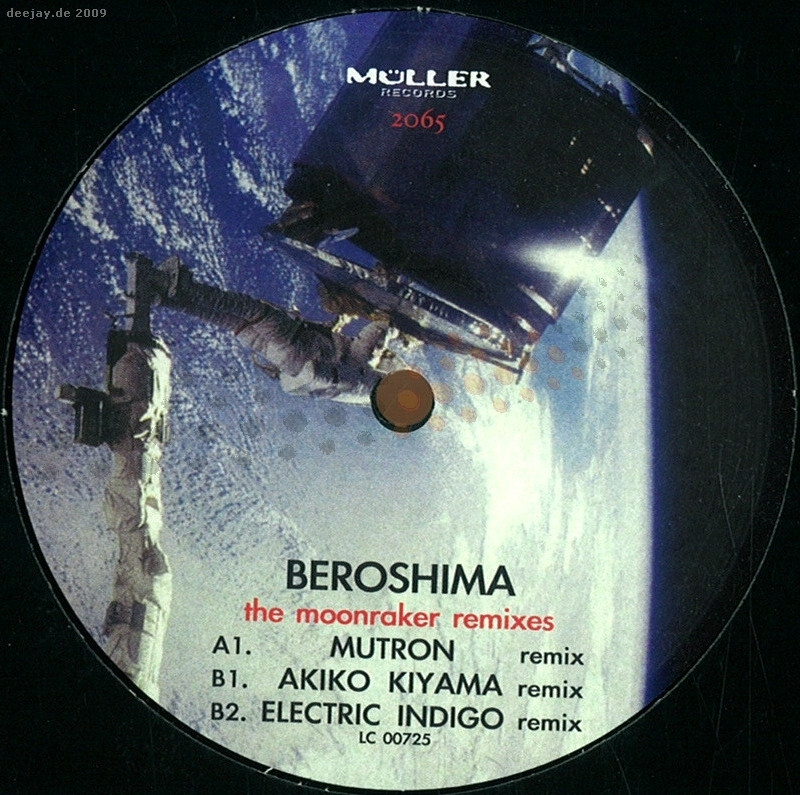 deejay.de 2009
MÜLLER
RECORDS
2065
BEROSHIMA
the moonraker remixes
A1. MUTRON remix
B1. AKIKO KIYAMA remix
B2. ELECTRIC INDIGO remix
LC 00725